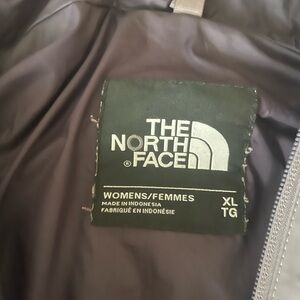 THE
NORTH
FACE
®
WOMENS/FEMMES
MADE IN INDONESIA
FABRIQUÉ EN INDONÉSIE
XL
TG